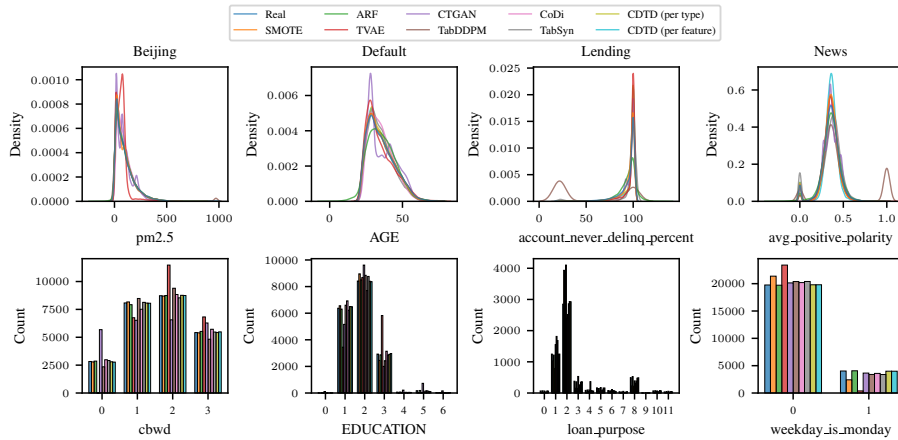 Real ARF CTGAN CoDi CDTD (per type)
SMOTE TVAE TabDDPM TabSyn CDTD (per feature)
Beijing Default Lending News
0.0010
0.0008
0.0006
0.0004
0.0002
0.0000
Density
0 500 1000
pm2.5
0.006
0.004
0.002
0.000
Density
0 50
AGE
0.025
0.020
0.015
0.010
0.005
0.000
Density
0 50 100
account_never_delinq_percent
0.6
0.4
0.2
0.0
Density
0.0 0.5 1.0
avg_positive_polarity
10000
7500
5000
2500
0
Count
0 1 2 3
cbwd
10000
8000
6000
4000
2000
0
Count
0 1 2 3 4 5 6
EDUCATION
4000
3000
2000
1000
0
Count
0 1 2 3 4 5 6 7 8 9 10 11
loan_purpose
20000
15000
10000
5000
0
Count
0 1
weekday_is_monday